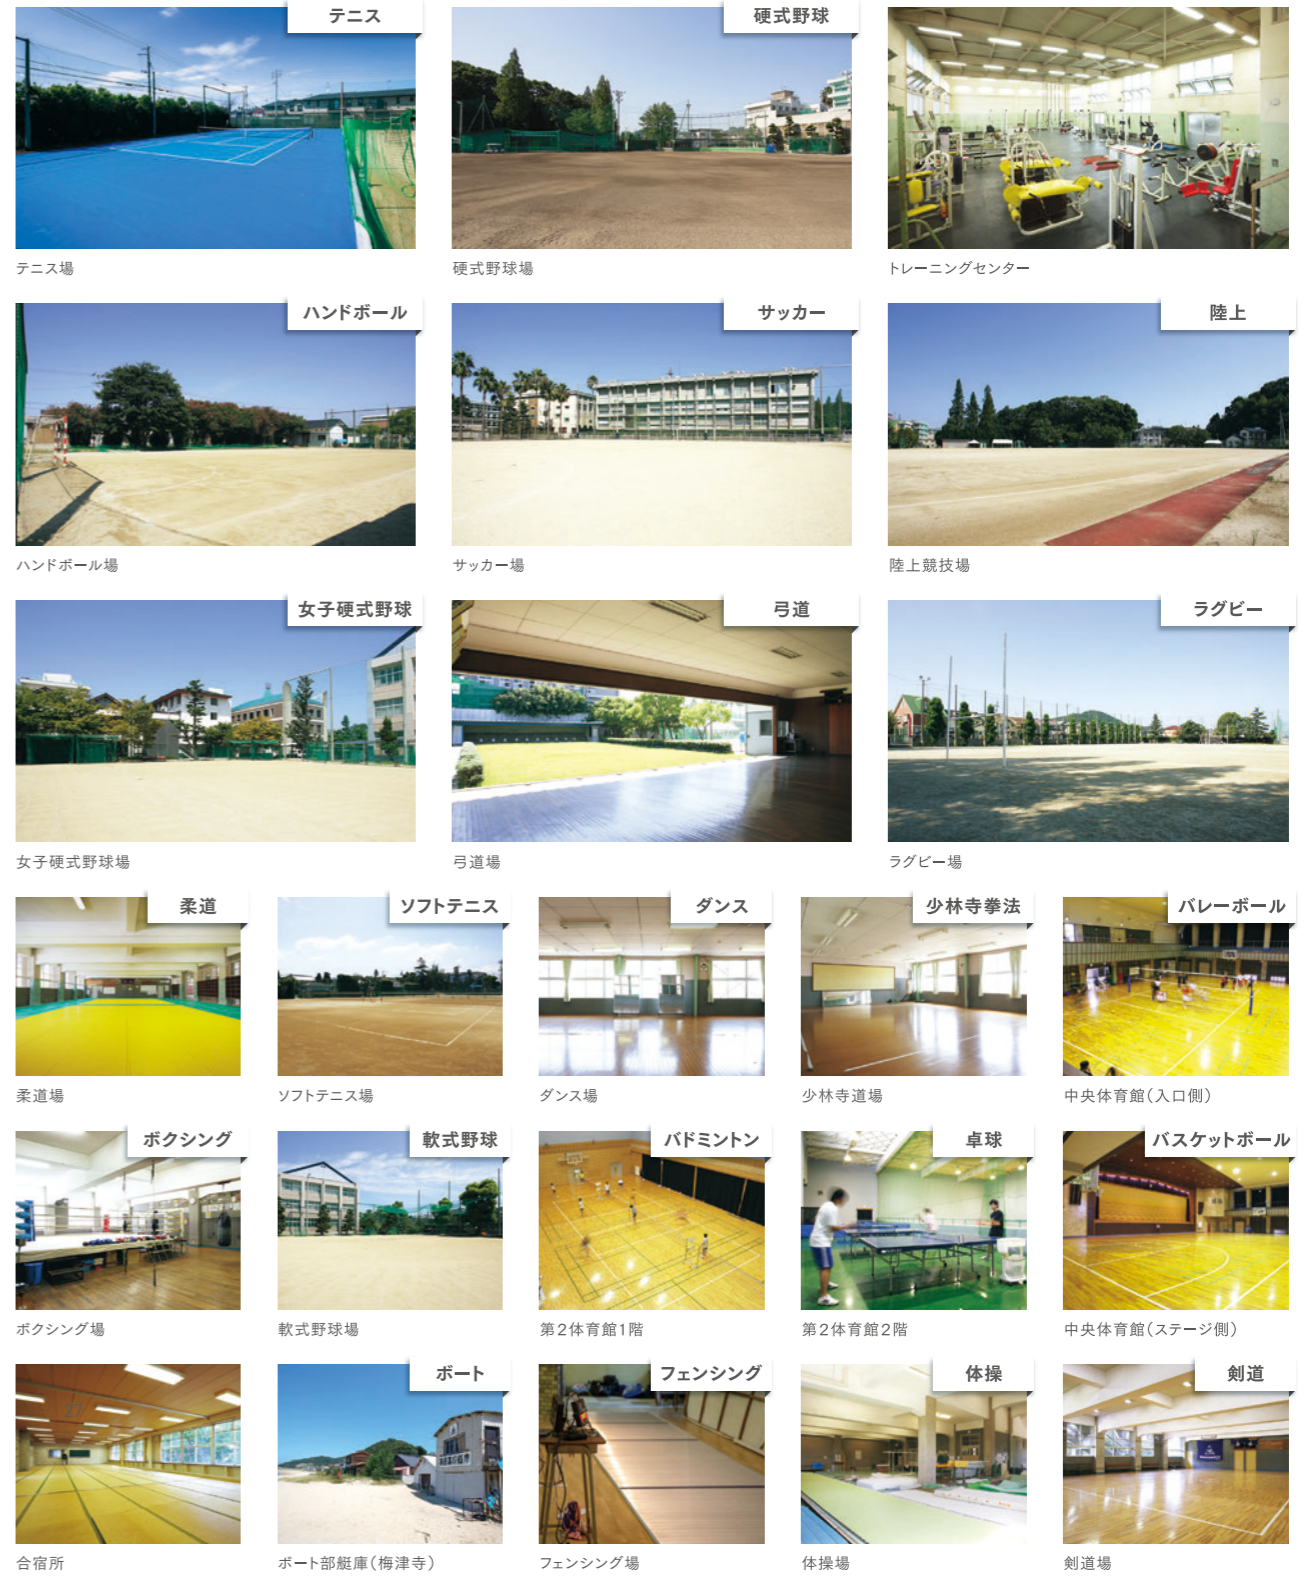 テニス
硬式野球
テニス場
硬式野球場
トレーニングセンター
ハンドボール
サッカー
陸上
ハンドボール場
サッカー場
陸上競技場
女子硬式野球
弓道
ラグビー
女子硬式野球場
弓道場
ラグビー場
柔道
ソフトテニス
ダンス
少林寺拳法
バレーボール
柔道場
ソフトテニス場
ダンス場
少林寺道場
中央体育館(入口側)
ボクシング
軟式野球
バドミントン
卓球
バスケットボール
ボクシング場
軟式野球場
第2体育館1階
第2体育館2階
中央体育館(ステージ側)
27
ボート
フェンシング
体操
剣道
合宿所
ボート部艇庫(梅津寺)
フェンシング場
体操場
剣道場